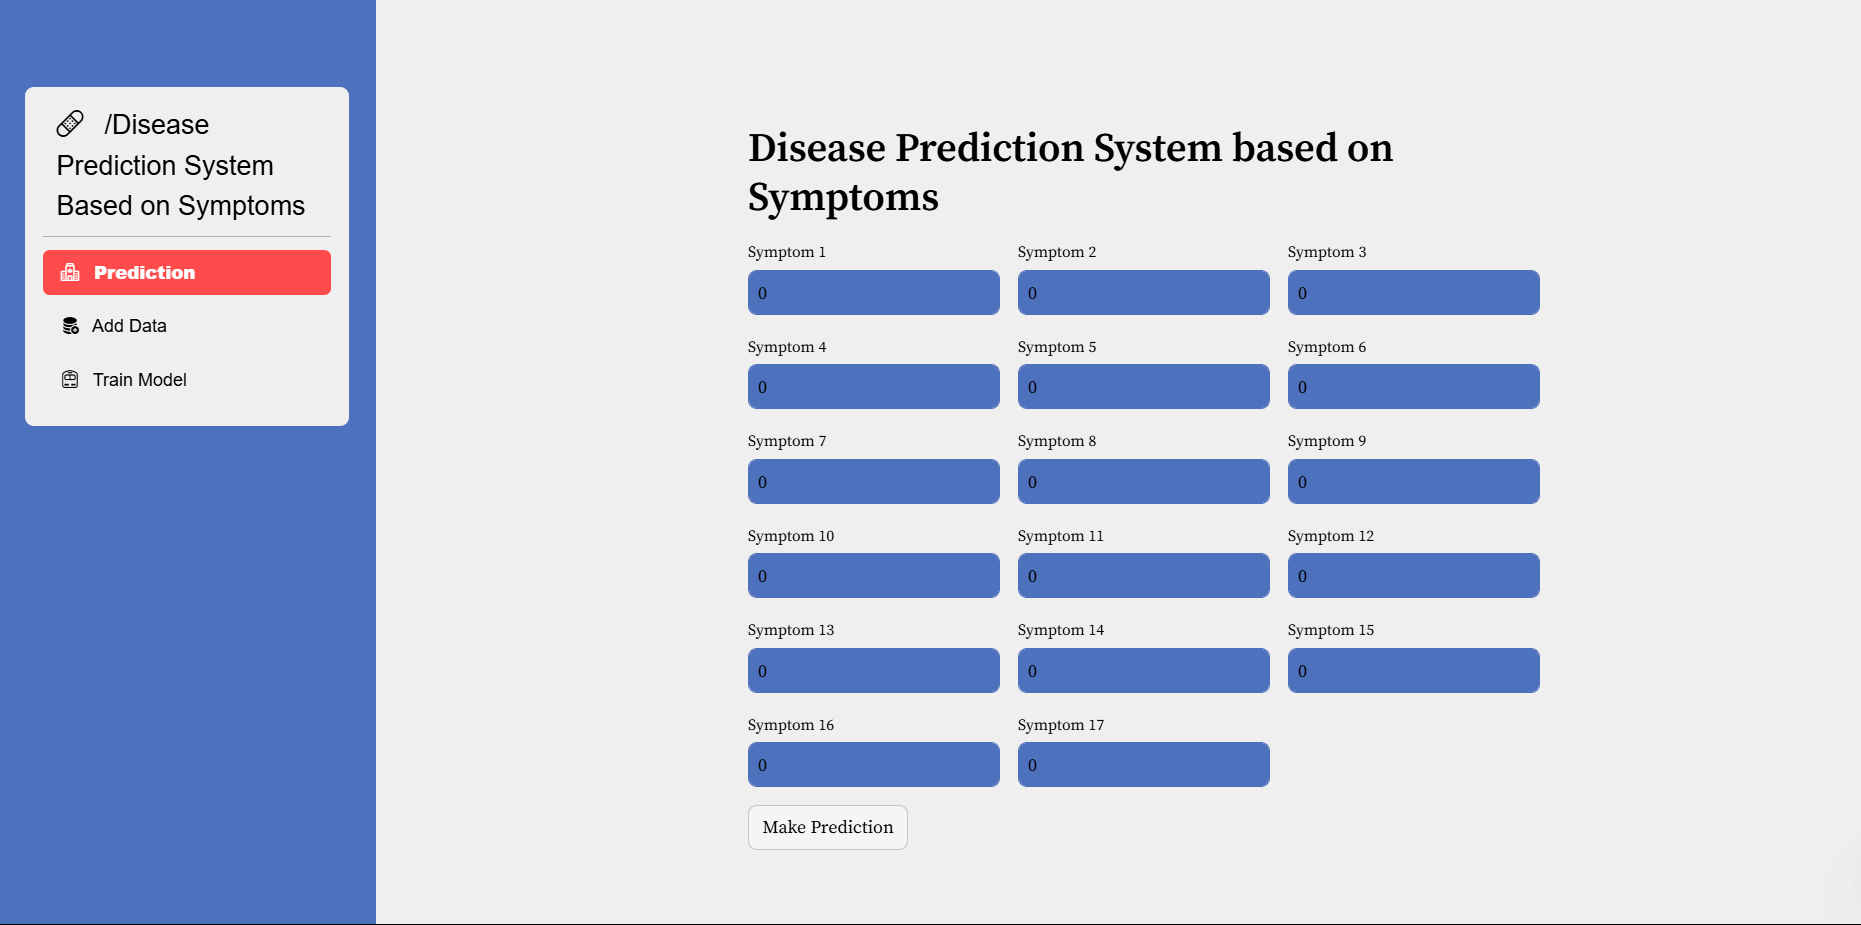 /Disease
Prediction System
Based on Symptoms
Prediction
Add Data
Train Model
Disease Prediction System based on
Symptoms
Symptom 1 Symptom 2 Symptom 3
0 0 0
Symptom 4 Symptom 5 Symptom 6
0 0 0
Symptom 7 Symptom 8 Symptom 9
0 0 0
Symptom 10 Symptom 11 Symptom 12
0 0 0
Symptom 13 Symptom 14 Symptom 15
0 0 0
Symptom 16 Symptom 17
0 0
Make Prediction